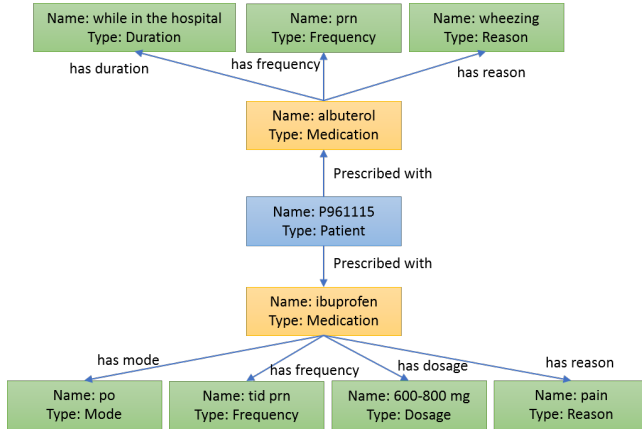 Name: while in the hospital
Type: Duration
Name: prn
Type: Frequency
Name: wheezing
Type: Reason
has duration
has frequency
has reason
Name: albuterol
Type: Medication
Prescribed with
Name: P961115
Type: Patient
Prescribed with
Name: ibuprofen
Type: Medication
has mode
has frequency
has dosage
has reason
Name: po
Type: Mode
Name: tid prn
Type: Frequency
Name: 600-800 mg
Type: Dosage
Name: pain
Type: Reason